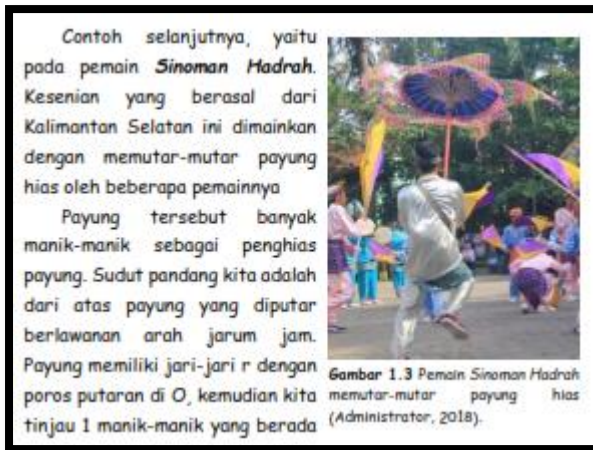 Contoh selanjutnya, yaitu
pada pemain Sinoman Hadrah.
Kesenian yang berasal dari
Kalimantan Selatan ini dimainkan
dengan memutar-mutar payung
hias oleh beberapa pemainnya
Payung tersebut banyak
manik-manik sebagai penghias
payung. Sudut pandang kita adalah
dari atas payung yang diputar
berlawanan arah jarum jam.
Payung memiliki jari-jari r dengan
poros putaran di O, kemudian kita
tinjau 1 manik-manik yang berada
Gambar 1.3 Pemain Sinoman Hadrah
memutar-mutar payung hias
(Administrator, 2018).